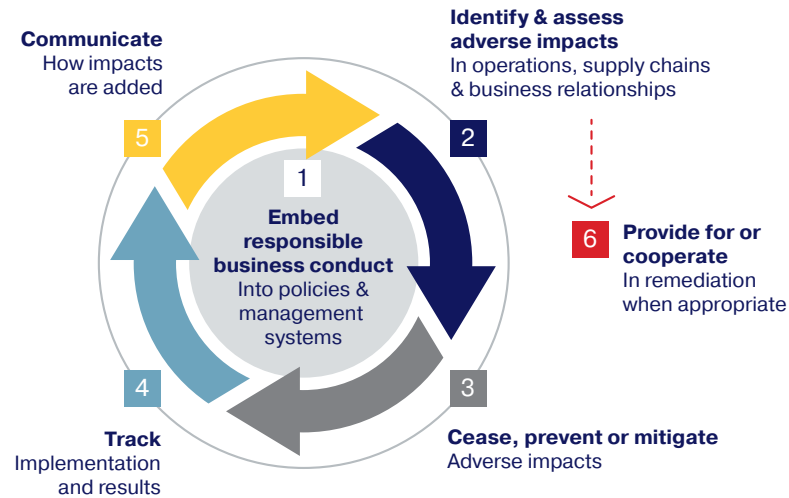 1
Embed
responsible
business conduct
Into policies &
management
systems
2
Identify & assess
adverse impacts
In operations, supply chains
& business relationships
3
Cease, prevent or mitigate
Adverse impacts
4
Track
Implementation
and results
5
Communicate
How impacts
are added
6
Provide for or
cooperate
In remediation
when appropriate